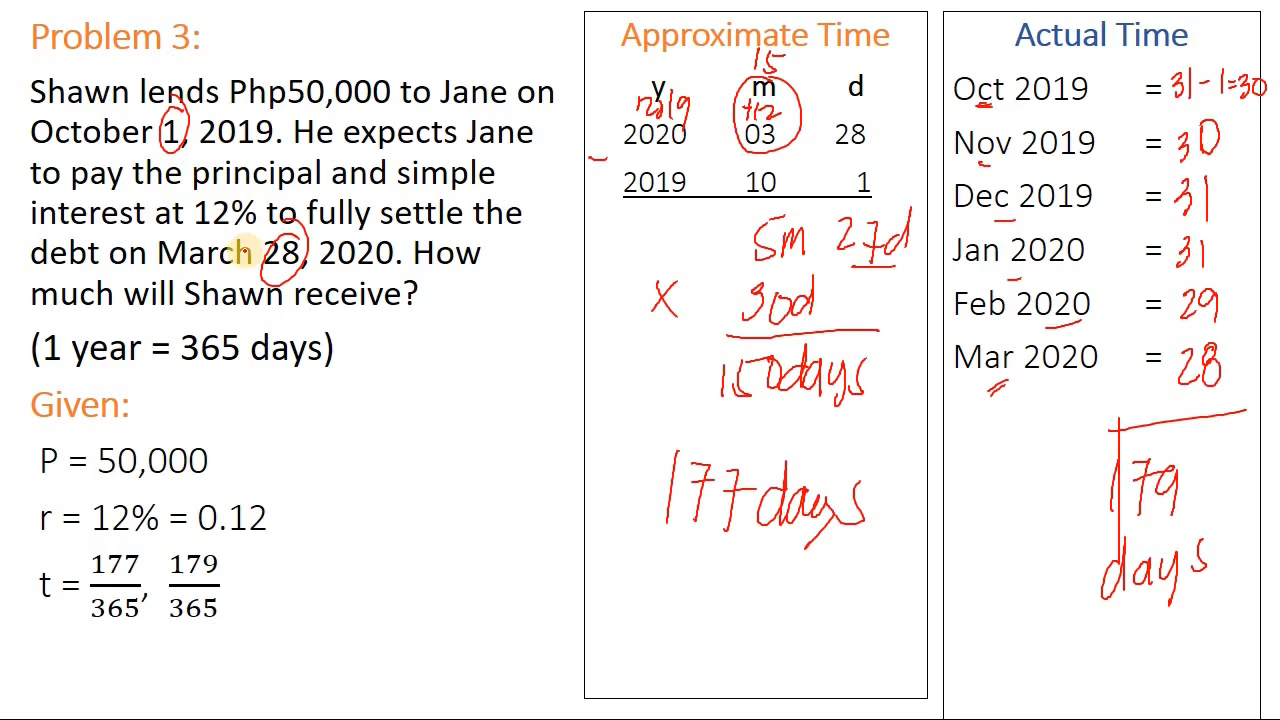 Problem 3:
Shawn lends Php50,000 to Jane on
October 1, 2019. He expects Jane
to pay the principal and simple
interest at 12% to fully settle the
debt on March 28, 2020. How
much will Shawn receive?
(1 year = 365 days)
Given:
P = 50,000
r = 12% = 0.12
t = 177/365, 179/365
Approximate Time
15
y m d
2019 +12
2020 03 28
- 2019 10 1
5m 27d
x 30d
150days
177days
Actual Time
Oct 2019 = 31-1=30
Nov 2019 = 30
Dec 2019 = 31
Jan 2020 = 31
Feb 2020 = 29
Mar 2020 = 28
179
days